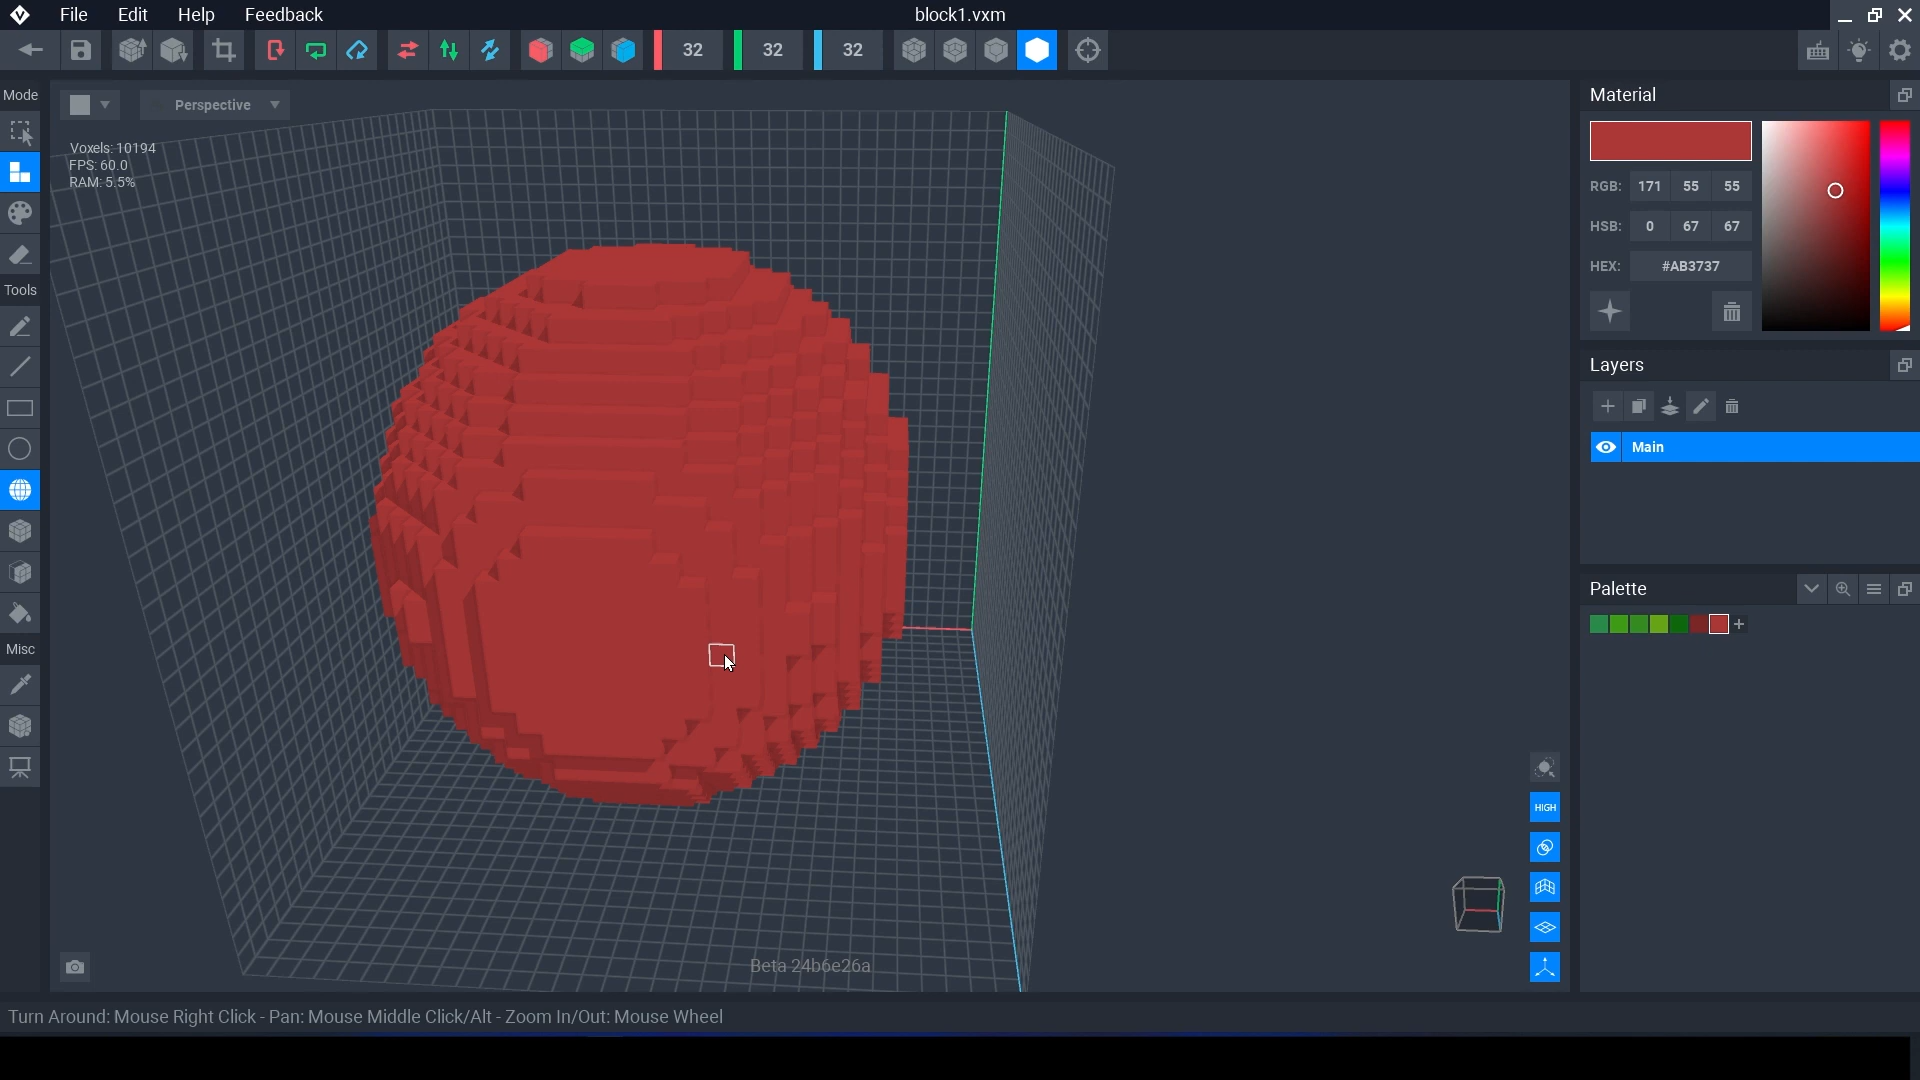 File Edit Help Feedback block1.vxm
32 32 32
Mode
Perspective
Voxels: 10194
FPS: 60.0
RAM: 5.5%
Tools
Misc
Material
RGB: 171 55 55
HSB: 0 67 67
HEX: #AB3737
Layers
Main
Palette
HIGH
Beta 24b6e26a
Turn Around: Mouse Right Click - Pan: Mouse Middle Click/Alt - Zoom In/Out: Mouse Wheel